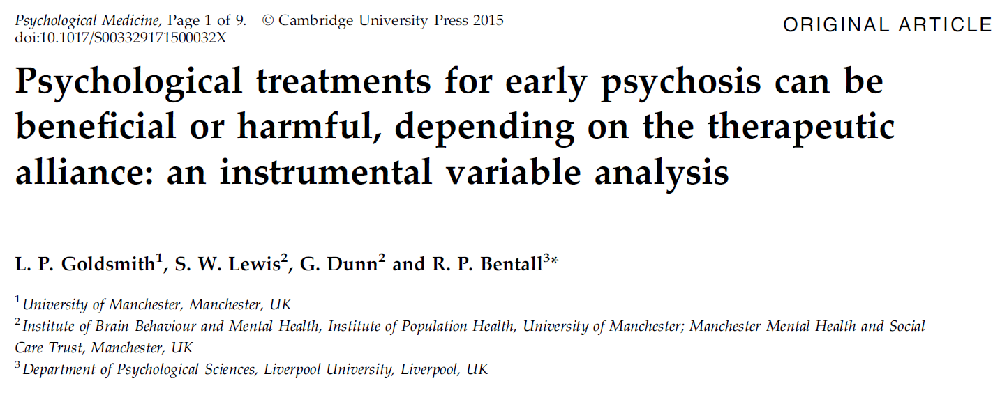 Psychological Medicine, Page 1 of 9. © Cambridge University Press 2015
doi:10.1017/S003329171500032X
ORIGINAL ARTICLE
Psychological treatments for early psychosis can be
beneficial or harmful, depending on the therapeutic
alliance: an instrumental variable analysis
L. P. Goldsmith¹, S. W. Lewis², G. Dunn² and R. P. Bentall³*
¹ University of Manchester, Manchester, UK
² Institute of Brain Behaviour and Mental Health, Institute of Population Health, University of Manchester; Manchester Mental Health and Social
Care Trust, Manchester, UK
³ Department of Psychological Sciences, Liverpool University, Liverpool, UK